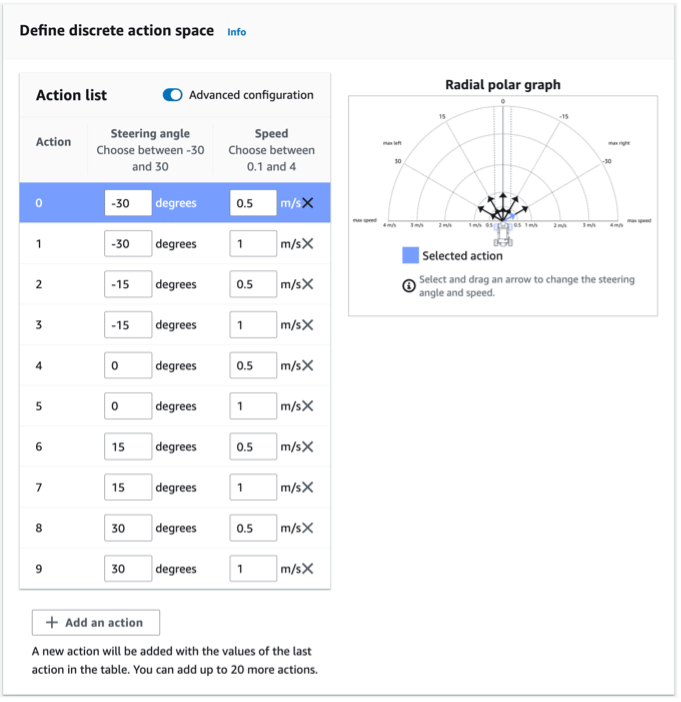 Define discrete action space Info
Action list Advanced configuration
Action Steering angle Speed
Choose between -30 and 30 Choose between 0.1 and 4
0 -30 degrees 0.5 m/s
1 -30 degrees 1 m/s
2 -15 degrees 0.5 m/s
3 -15 degrees 1 m/s
4 0 degrees 0.5 m/s
5 0 degrees 1 m/s
6 15 degrees 0.5 m/s
7 15 degrees 1 m/s
8 30 degrees 0.5 m/s
9 30 degrees 1 m/s
+ Add an action
A new action will be added with the values of the last
action in the table. You can add up to 20 more actions.
Radial polar graph
0
15 -15
max left max right
30 -30
max speed max speed
4 m/s 3 m/s 2 m/s 1 m/s 0.5 0.5 1 m/s 2 m/s 3 m/s 4 m/s
Selected action
Select and drag an arrow to change the steering
angle and speed.